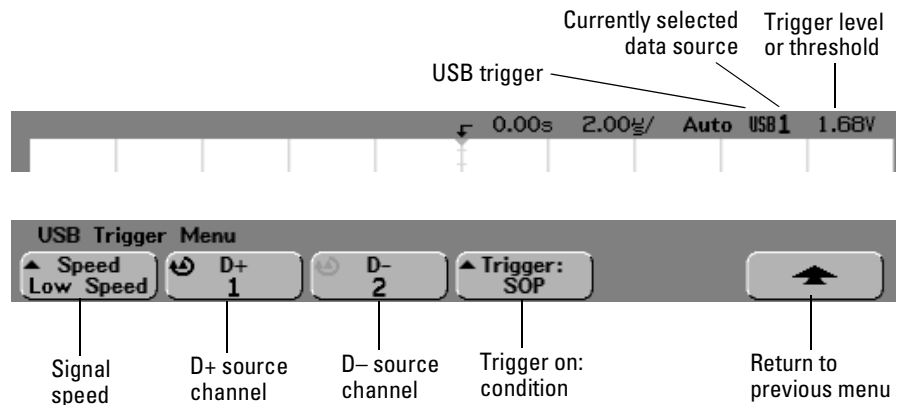 Currently selected
data source
Trigger level
or threshold
USB trigger
0.00s 2.00㎲/ Auto USB1 1.68V
USB Trigger Menu
Speed
Low Speed
D+
1
D-
2
Trigger:
SOP
Signal
speed
D+ source
channel
D– source
channel
Trigger on:
condition
Return to
previous menu